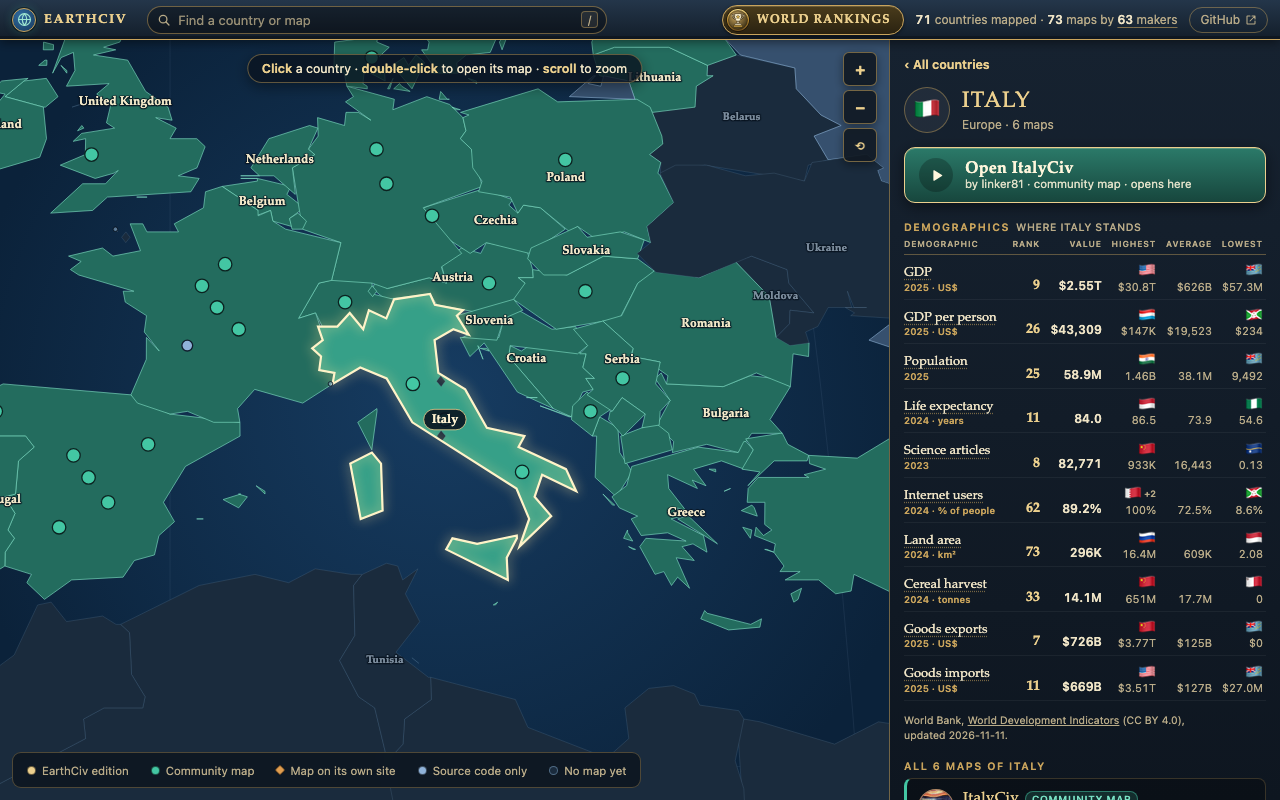 EARTHCIV
Find a country or map
/
WORLD RANKINGS
71 countries mapped · 73 maps by 63 makers
GitHub
Click a country · double-click to open its map · scroll to zoom
+
−
Lithuania
United Kingdom
Belarus
land
Netherlands
Poland
Belgium
Czechia
Ukraine
Slovakia
Austria
Moldova
Slovenia
Romania
Croatia
Serbia
Italy
Bulgaria
ugal
Greece
Tunisia
EarthCiv edition
Community map
Map on its own site
Source code only
No map yet
‹ All countries
ITALY
Europe · 6 maps
Open ItalyCiv
by linker81 · community map · opens here
DEMOGRAPHICS WHERE ITALY STANDS
DEMOGRAPHIC RANK VALUE HIGHEST AVERAGE LOWEST
GDP
2025 · US$ 9 $2.55T $30.8T $626B $57.3M
GDP per person
2025 · US$ 26 $43,309 $147K $19,523 $234
Population
2025 25 58.9M 1.46B 38.1M 9,492
Life expectancy
2024 · years 11 84.0 86.5 73.9 54.6
Science articles
2023 8 82,771 933K 16,443 0.13
Internet users +2
2024 · % of people 62 89.2% 100% 72.5% 8.6%
Land area
2024 · km² 73 296K 16.4M 609K 2.08
Cereal harvest
2024 · tonnes 33 14.1M 651M 17.7M 0
Goods exports
2025 · US$ 7 $726B $3.77T $125B $0
Goods imports
2025 · US$ 11 $669B $3.51T $127B $27.0M
World Bank, World Development Indicators (CC BY 4.0),
updated 2026-11-11.
ALL 6 MAPS OF ITALY
ItalyCiv COMMUNITY MAP